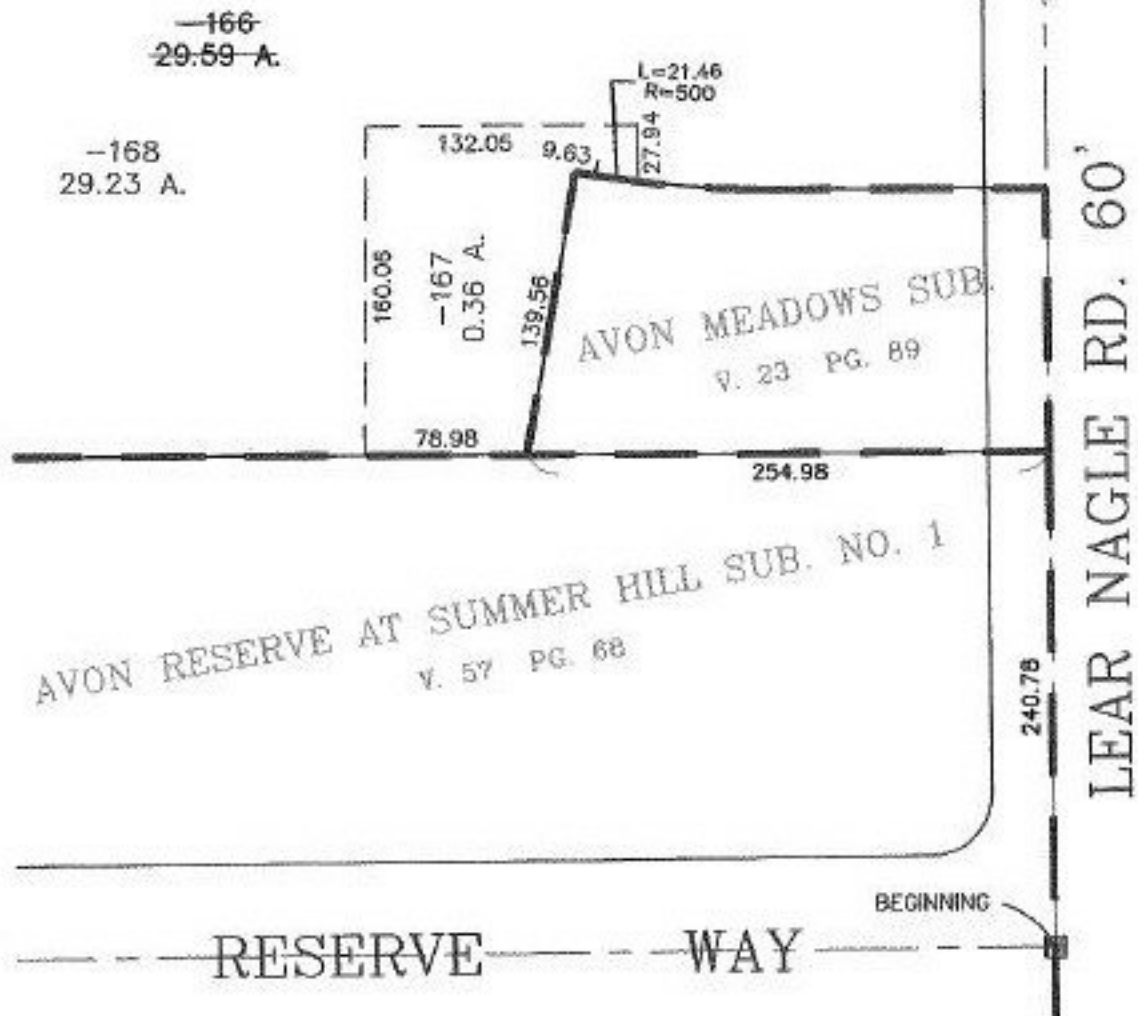 -166
29.59 A.
-168
29.23 A.
L=21.46
R=500
132.05
9.63
27.94
160.06
-167
0.36 A.
139.56
AVON MEADOWS SUB.
V. 23 PG. 89
78.98
254.98
LEAR NAGLE RD. 60'
AVON RESERVE AT SUMMER HILL SUB. NO. 1
V. 57 PG. 68
240.78
BEGINNING
RESERVE WAY